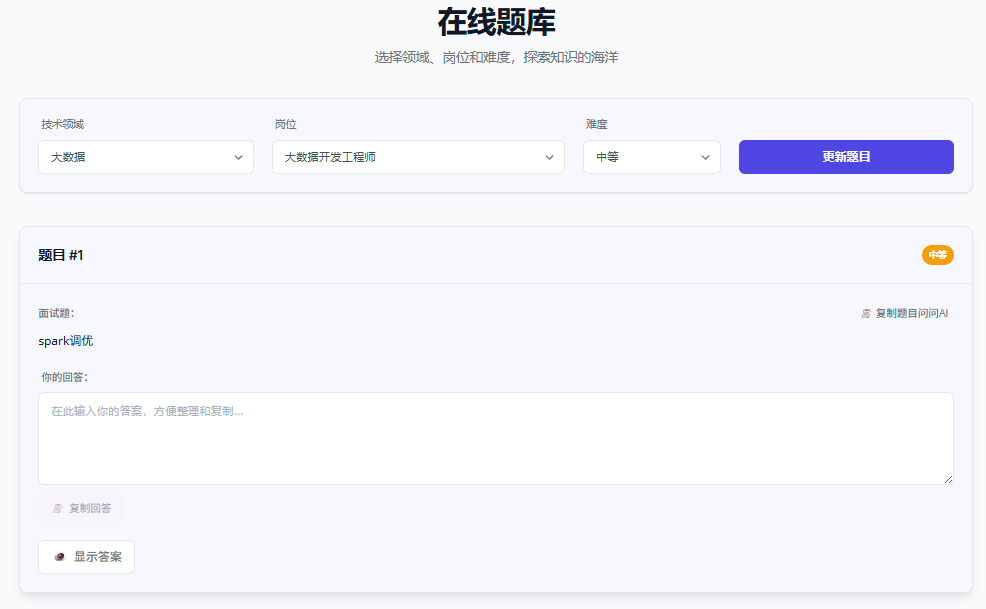 在线题库
选择领域、岗位和难度，探索知识的海洋
技术领域
岗位
难度
大数据
大数据开发工程师
中等
更新题目
题目 #1
中等
面试题：
复制题目问问AI
spark调优
你的回答：
在此输入你的答案，方便整理和复制...
复制回答
显示答案